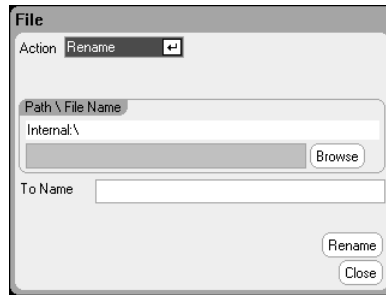 File
Action Rename
Path \ File Name
Internal:\
Browse
To Name
Rename
Close